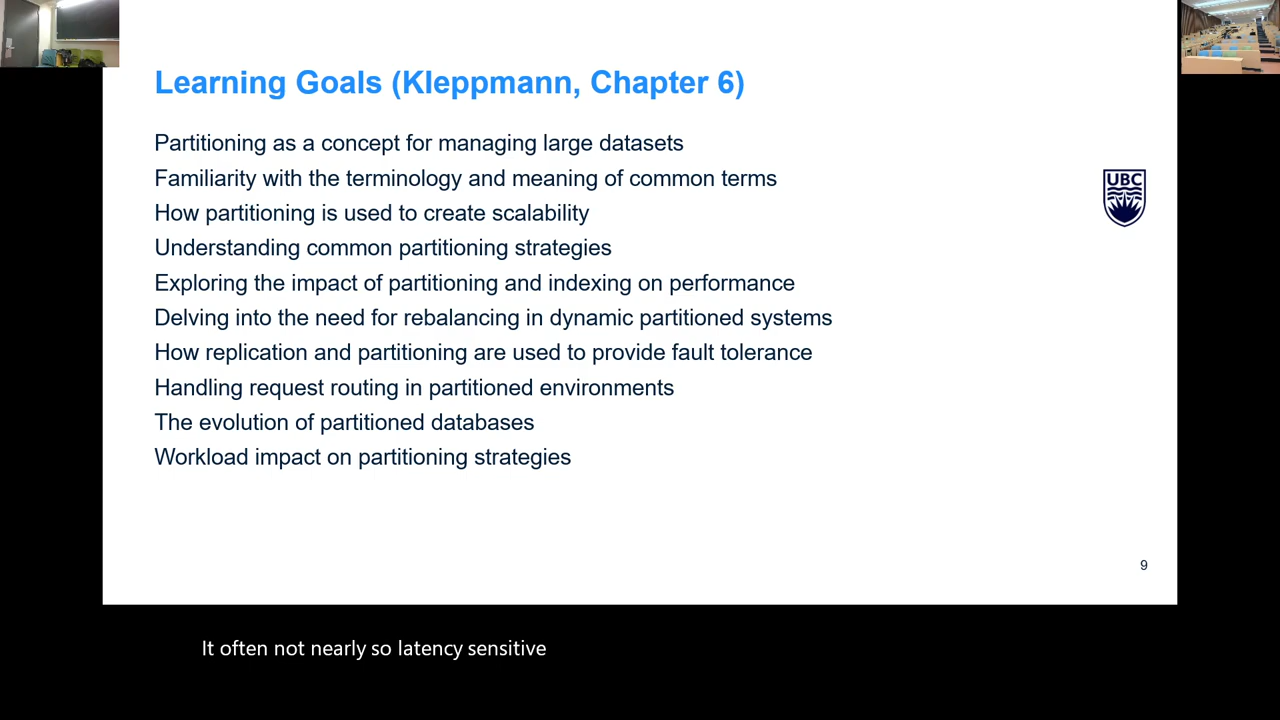 Learning Goals (Kleppmann, Chapter 6)
Partitioning as a concept for managing large datasets
Familiarity with the terminology and meaning of common terms
How partitioning is used to create scalability
UBC
Understanding common partitioning strategies
Exploring the impact of partitioning and indexing on performance
Delving into the need for rebalancing in dynamic partitioned systems
How replication and partitioning are used to provide fault tolerance
Handling request routing in partitioned environments
The evolution of partitioned databases
Workload impact on partitioning strategies
9
It often not nearly so latency sensitive